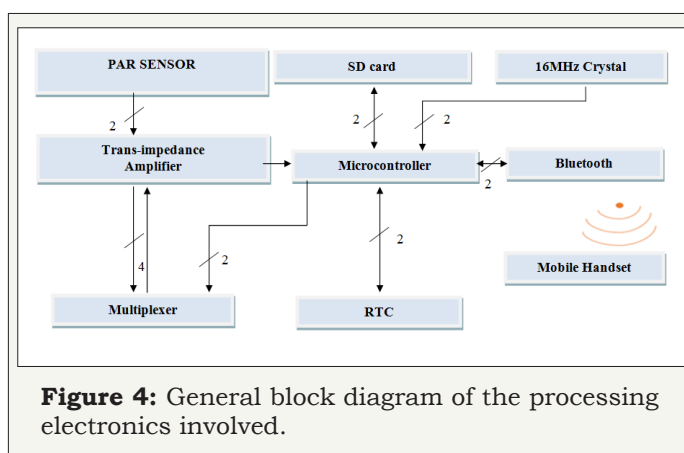 PAR SENSOR
SD card
16MHz Crystal
2
2
2
Trans-impedance
Amplifier
Microcontroller
Bluetooth
2
4
2
2
Mobile Handset
Multiplexer
RTC
Figure 4: General block diagram of the processing
electronics involved.